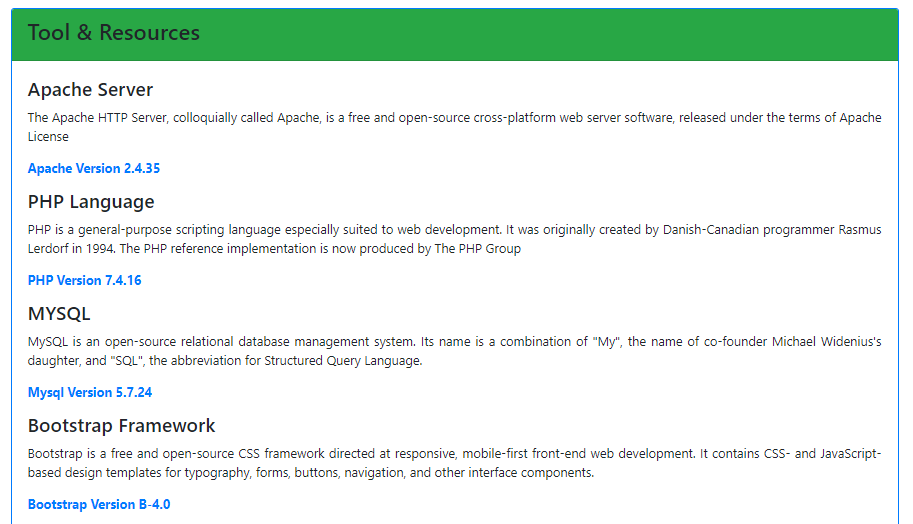 Tool & Resources
Apache Server
The Apache HTTP Server, colloquially called Apache, is a free and open-source cross-platform web server software, released under the terms of Apache
License
Apache Version 2.4.35
PHP Language
PHP is a general-purpose scripting language especially suited to web development. It was originally created by Danish-Canadian programmer Rasmus
Lerdorf in 1994. The PHP reference implementation is now produced by The PHP Group
PHP Version 7.4.16
MYSQL
MySQL is an open-source relational database management system. Its name is a combination of "My", the name of co-founder Michael Widenius's
daughter, and "SQL", the abbreviation for Structured Query Language.
Mysql Version 5.7.24
Bootstrap Framework
Bootstrap is a free and open-source CSS framework directed at responsive, mobile-first front-end web development. It contains CSS- and JavaScript-
based design templates for typography, forms, buttons, navigation, and other interface components.
Bootstrap Version B-4.0